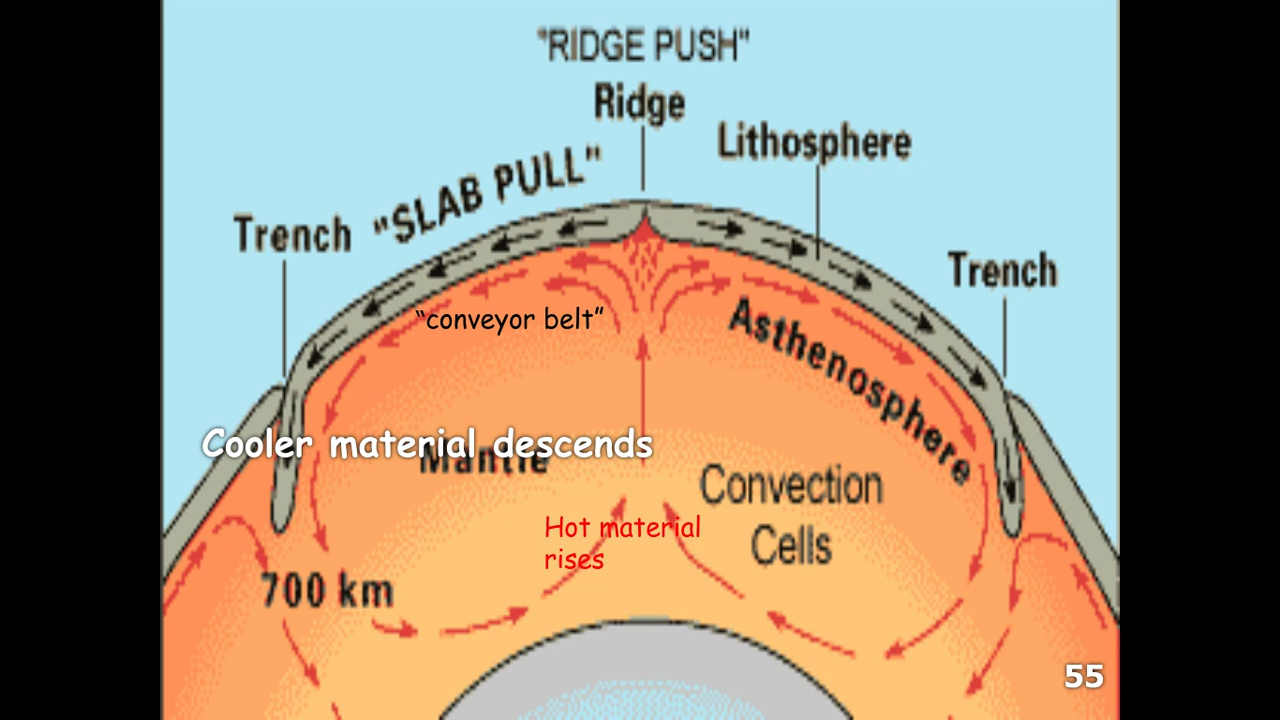 "RIDGE PUSH"
Ridge
Lithosphere
"SLAB PULL"
Trench
Trench
“conveyor belt”
Asthenosphere
Cooler material descends
Mantle
Convection
Cells
Hot material
rises
700 km
55